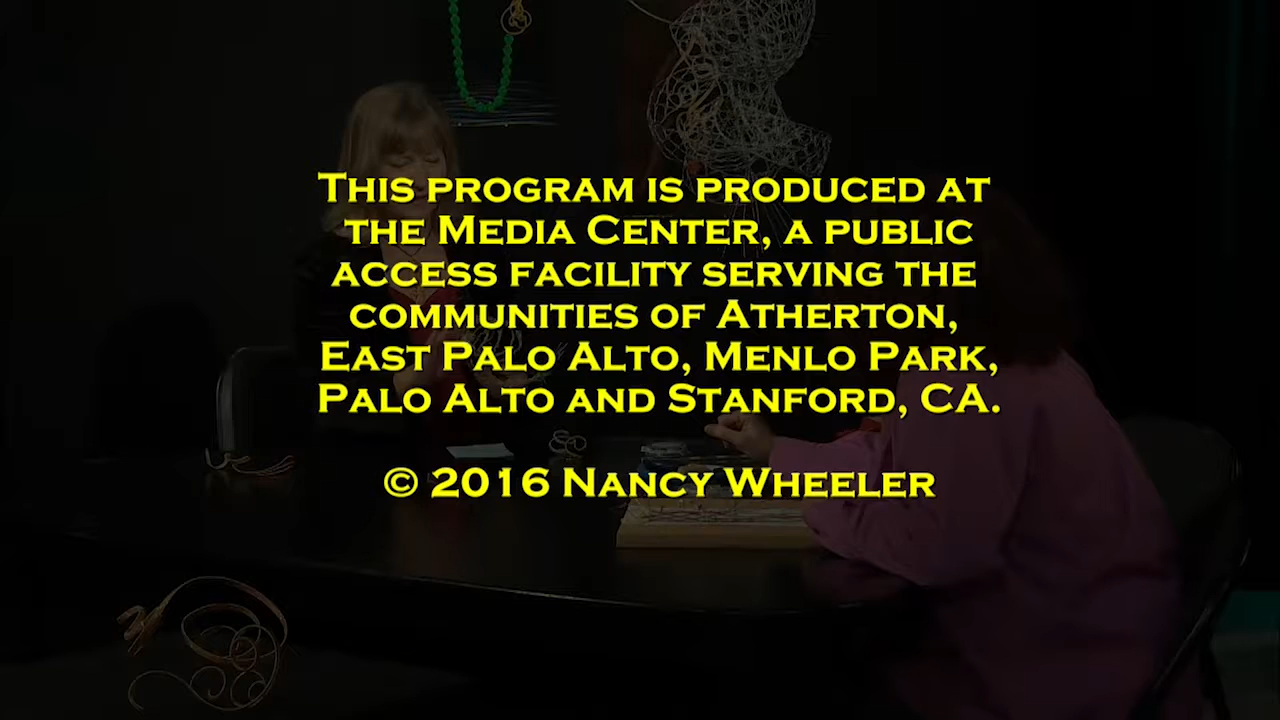 This program is produced at
the Media Center, a public
access facility serving the
communities of Atherton,
East Palo Alto, Menlo Park,
Palo Alto and Stanford, CA.
© 2016 Nancy Wheeler